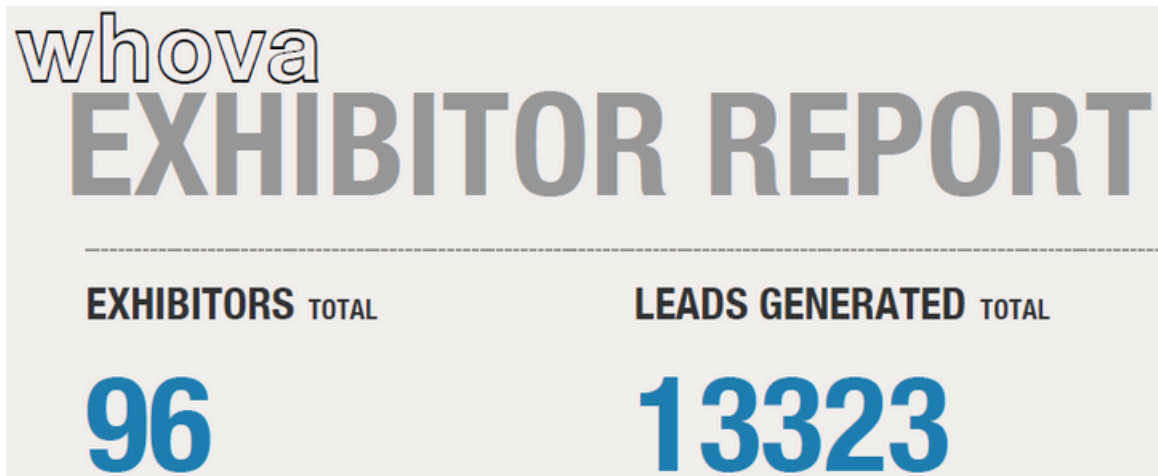 whova
EXHIBITOR REPORT
EXHIBITORS TOTAL
LEADS GENERATED TOTAL
96
13323